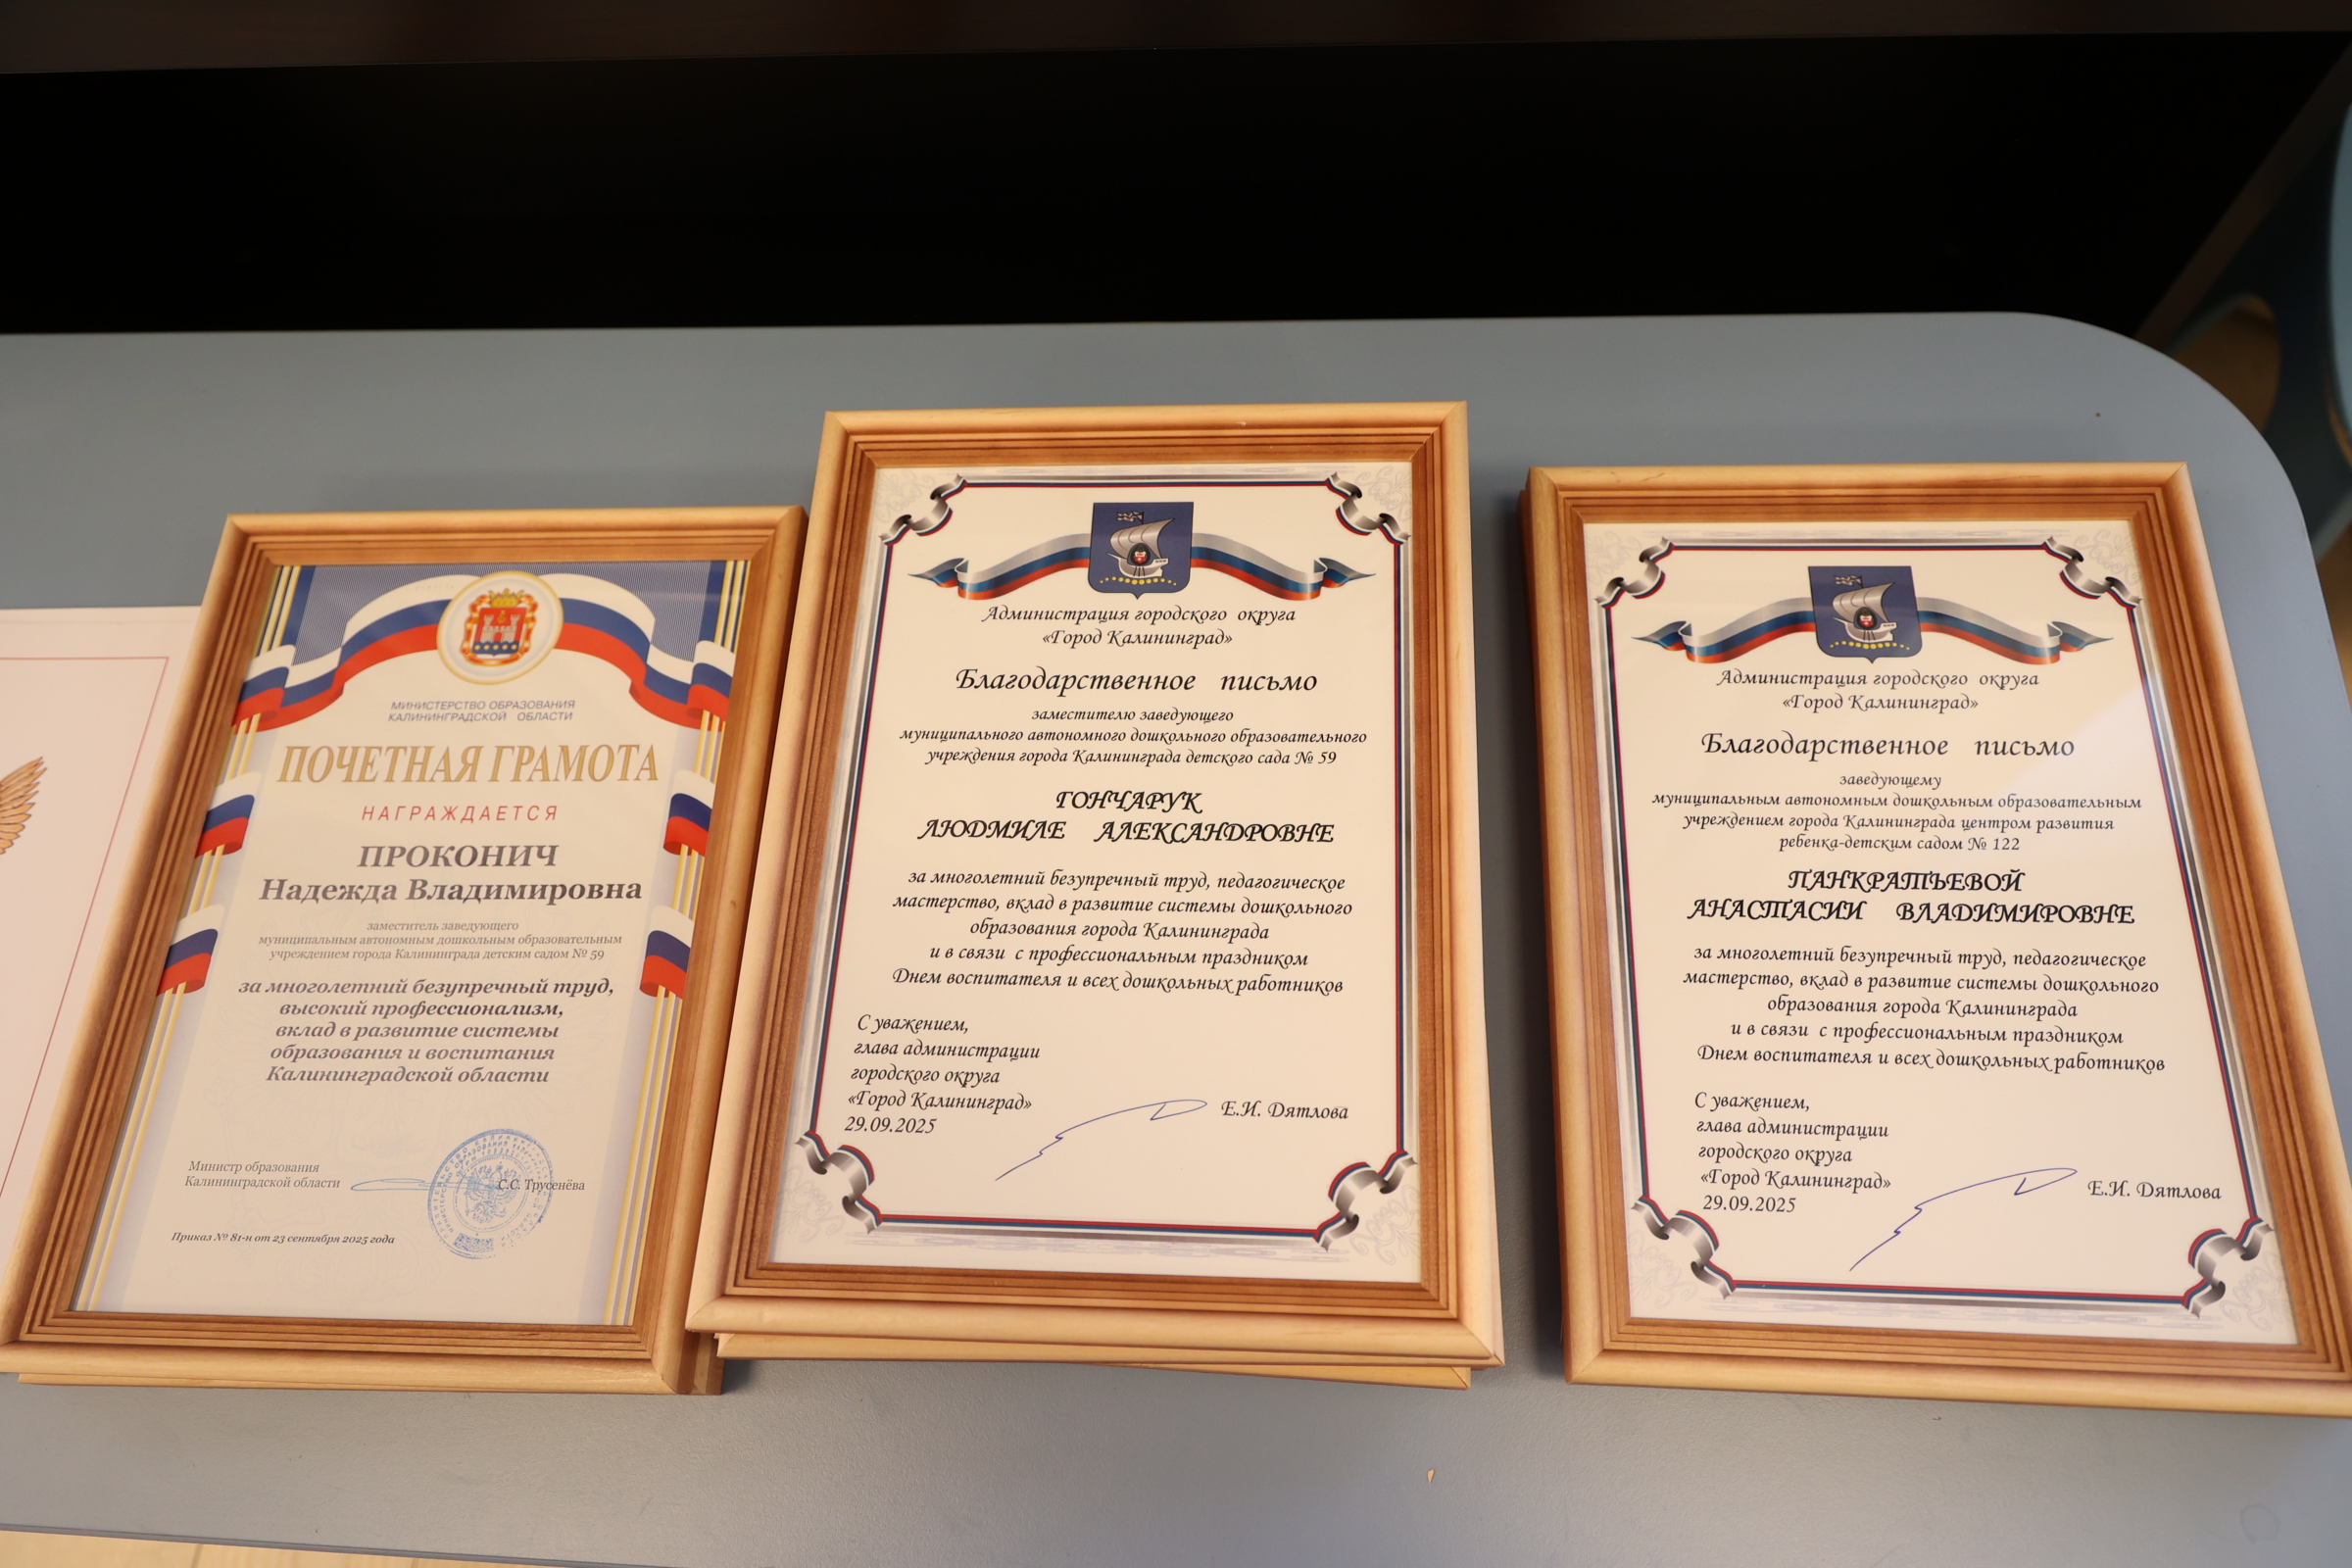 МИНИСТЕРСТВО ОБРАЗОВАНИЯ
КАЛИНИНГРАДСКОЙ ОБЛАСТИ
ПОЧЕТНАЯ ГРАМОТА
НАГРАЖДАЕТСЯ
ПРОКОНИЧ
Надежда Владимировна
заместитель заведующего
муниципальным автономным дошкольным образовательным
учреждением города Калининграда детским садом № 59
за многолетний безупречный труд,
высокий профессионализм,
вклад в развитие системы
образования и воспитания
Калининградской области
Министр образования
Калининградской области
С.С. Трусенёва
Приказ № 81-н от 23 сентября 2025 года
Администрация городского округа
«Город Калининград»
Благодарственное письмо
заместителю заведующего
муниципального автономного дошкольного образовательного
учреждения города Калининграда детского сада № 59
ГОНЧАРУК
ЛЮДМИЛЕ АЛЕКСАНДРОВНЕ
за многолетний безупречный труд, педагогическое
мастерство, вклад в развитие системы дошкольного
образования города Калининграда
и в связи с профессиональным праздником
Днем воспитателя и всех дошкольных работников
С уважением,
глава администрации
городского округа
«Город Калининград»
29.09.2025
Е.И. Дятлова
Администрация городского округа
«Город Калининград»
Благодарственное письмо
заведующему
муниципальным автономным дошкольным образовательным
учреждением города Калининграда центром развития
ребенка-детским садом № 122
ПАНКРАТЬЕВОЙ
АНАСТАСИИ ВЛАДИМИРОВНЕ
за многолетний безупречный труд, педагогическое
мастерство, вклад в развитие системы дошкольного
образования города Калининграда
и в связи с профессиональным праздником
Днем воспитателя и всех дошкольных работников
С уважением,
глава администрации
городского округа
«Город Калининград»
29.09.2025
Е.И. Дятлова